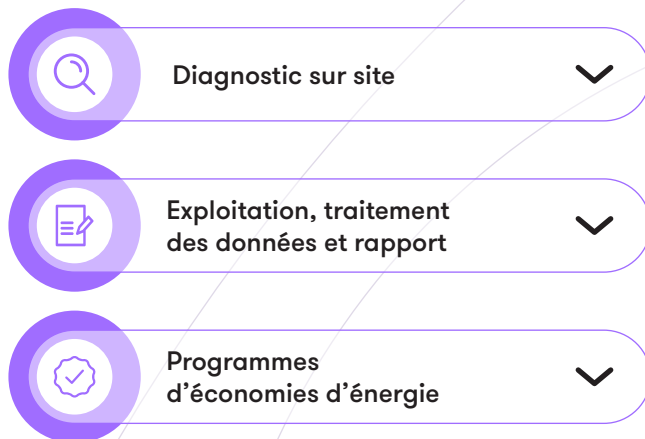 Diagnostic sur site
Exploitation, traitement
des données et rapport
Programmes
d’économies d’énergie